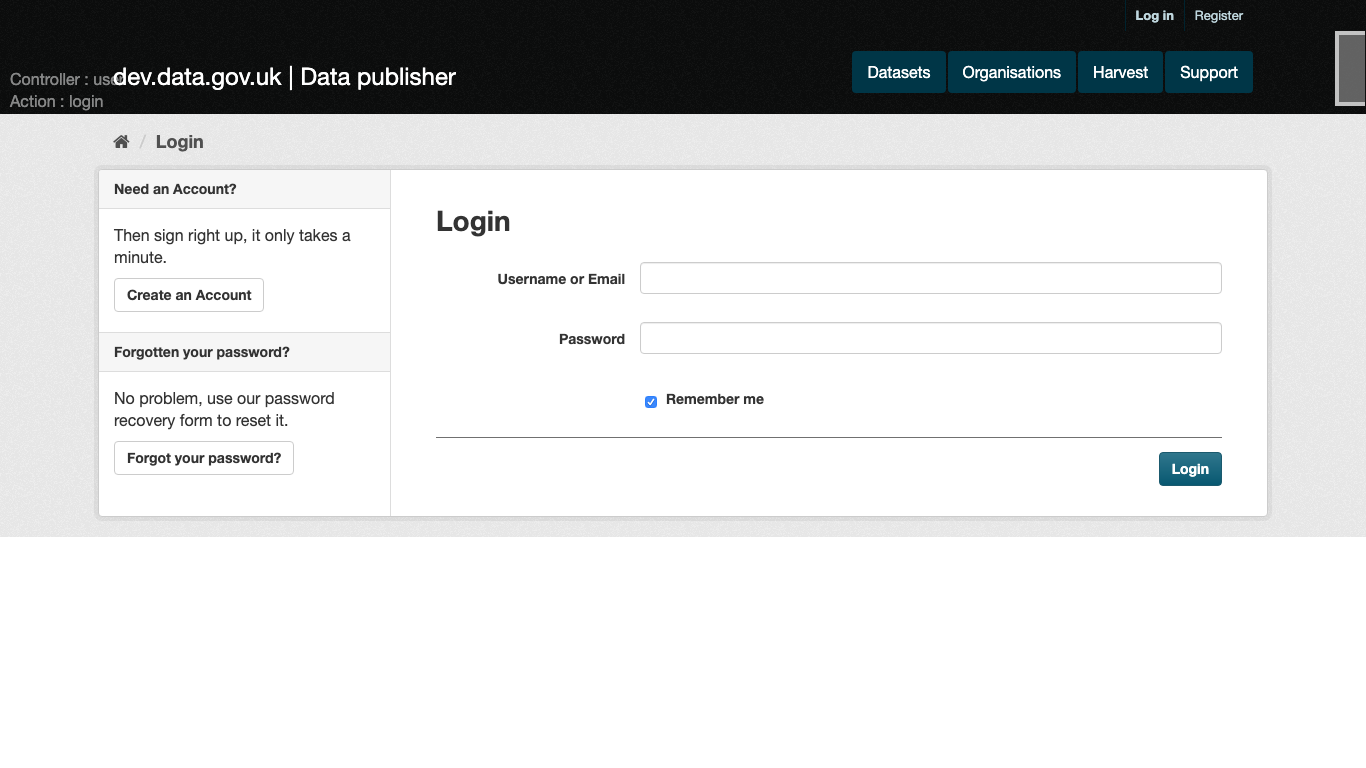 Log in Register
Controller : user
dev.data.gov.uk | Data publisher
Datasets Organisations Harvest Support
Action : login
/ Login
Need an Account?
Then sign right up, it only takes a
minute.
Create an Account
Forgotten your password?
No problem, use our password
recovery form to reset it.
Forgot your password?
Login
Username or Email
Password
Remember me
Login